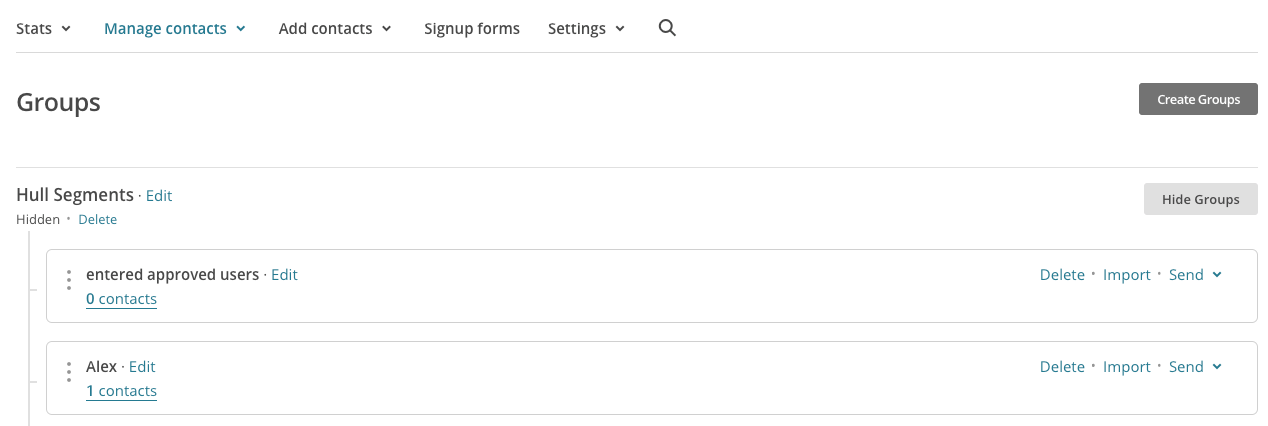 Stats Manage contacts Add contacts Signup forms Settings
Groups
Create Groups
Hull Segments · Edit
Hidden • Delete
Hide Groups
entered approved users · Edit
0 contacts
Delete • Import • Send
Alex · Edit
1 contacts
Delete • Import • Send